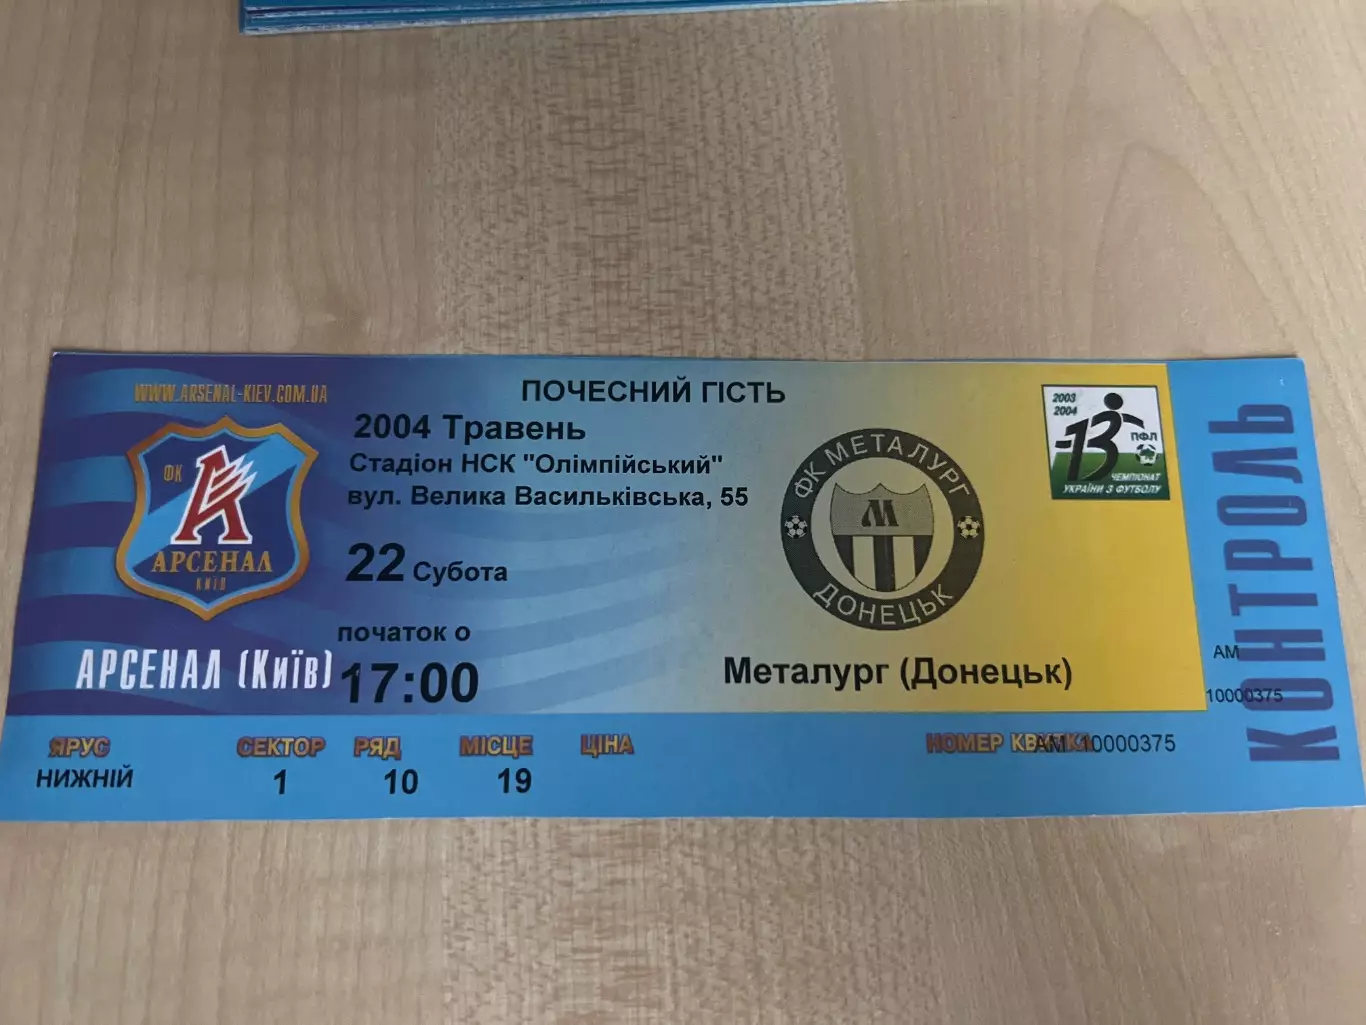 WWW.ARSENAL-KIEV.COM.UA
ПОЧЕСНИЙ ГІСТЬ
2004 Травень
Стадіон НСК "Олімпійський"
вул. Велика Васильківська, 55
22 Субота
початок о
17:00
ФК
АРСЕНАЛ
КИЇВ
АРСЕНАЛ (Київ)
ФК МЕТАЛУРГ
М
ДОНЕЦЬК
Металург (Донецьк)
2003
2004
13
ПФЛ
ЧЕМПІОНАТ
УКРАЇНИ З ФУТБОЛУ
АМ
10000375
КОНТРОЛЬ
ЯРУС СЕКТОР РЯД МІСЦЕ ЦІНА НОМЕР АМ 10000375
НИЖНІЙ 1 10 19